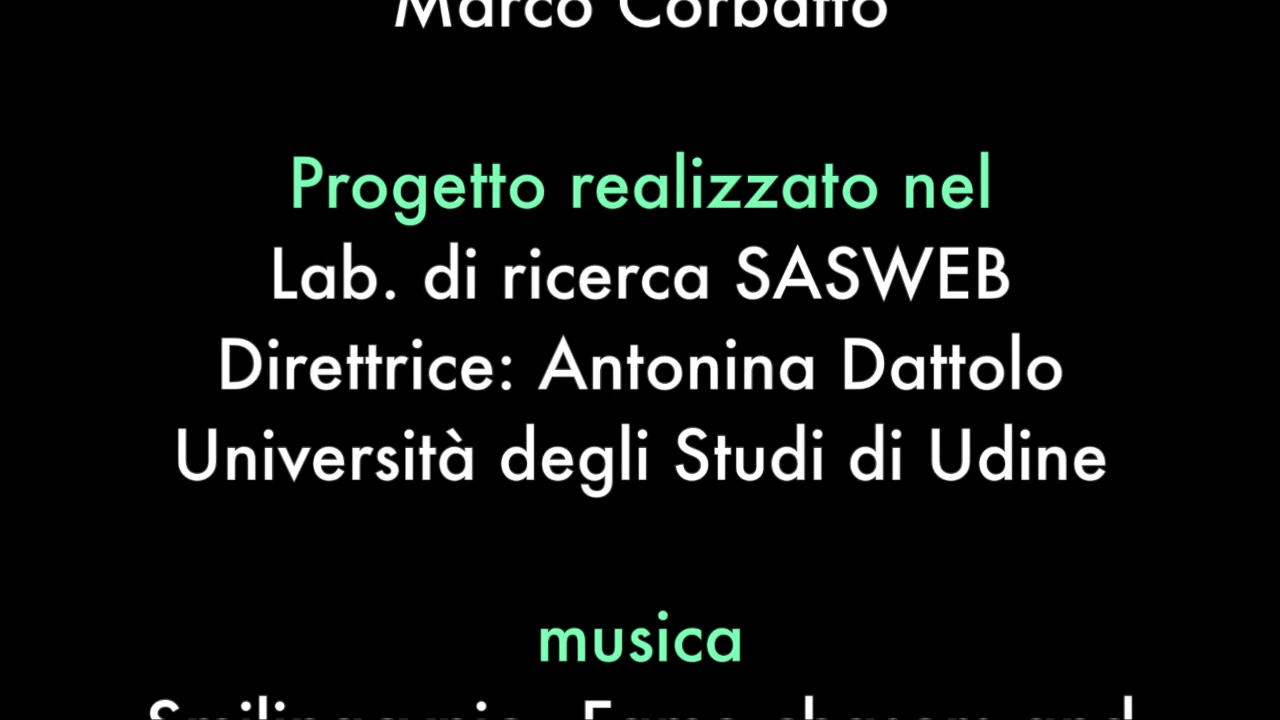 Marco Corbatto
Progetto realizzato nel
Lab. di ricerca SASWEB
Direttrice: Antonina Dattolo
Università degli Studi di Udine
musica